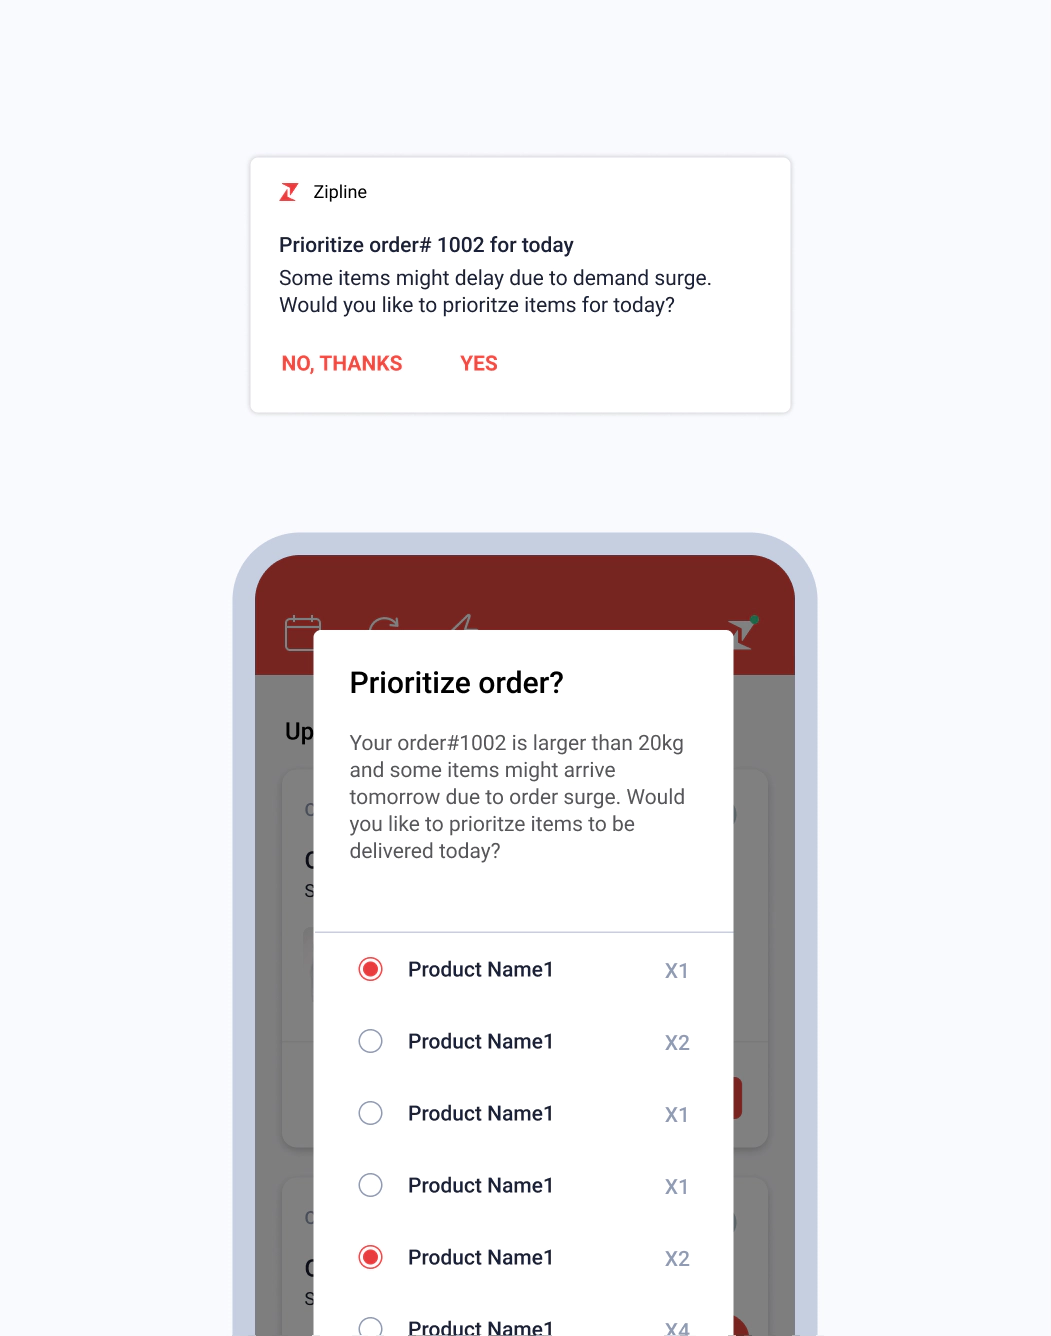 Zipline
Prioritize order# 1002 for today
Some items might delay due to demand surge.
Would you like to prioritze items for today?
NO, THANKS YES
Prioritize order?
Your order#1002 is larger than 20kg
and some items might arrive
tomorrow due to order surge. Would
you like to prioritze items to be
delivered today?
Up
Product Name1 X1
Product Name1 X2
Product Name1 X1
Product Name1 X1
Product Name1 X2
Product Name1 X4